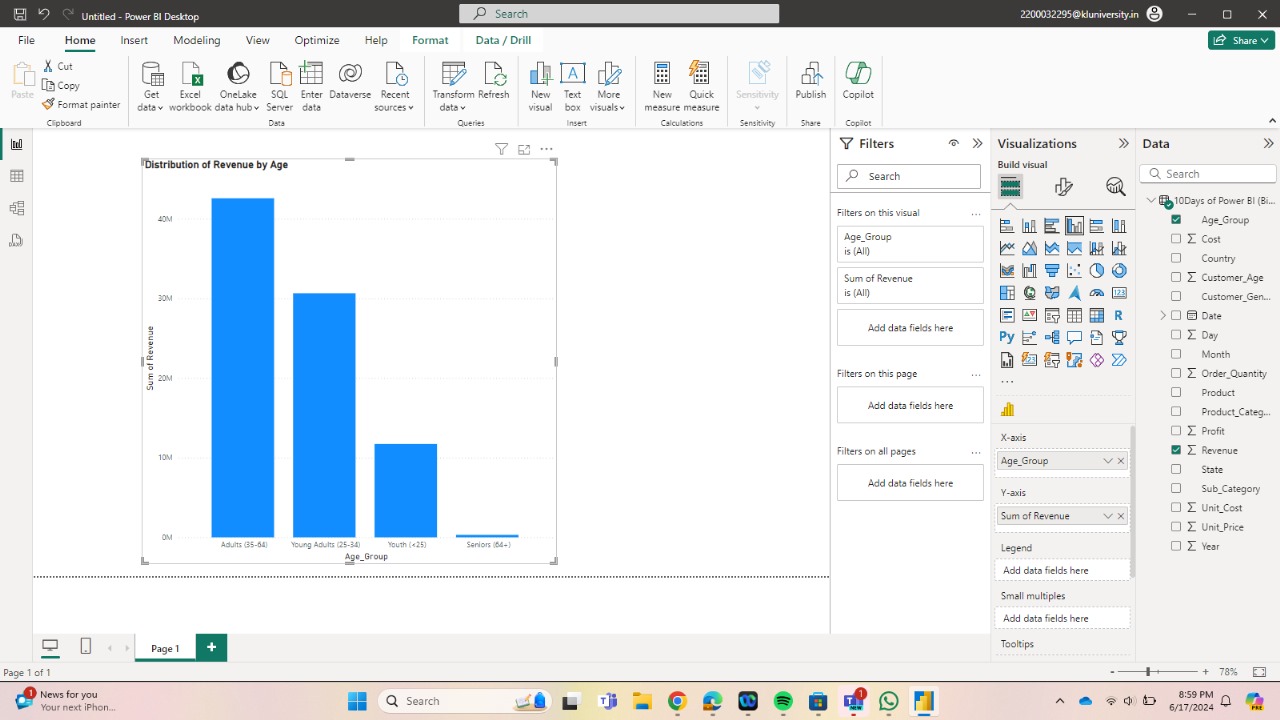 Untitled - Power BI Desktop
Search
2200032295@kluniversity.in
File Home Insert Modeling View Optimize Help Format Data / Drill
Share
Paste
Cut
Copy
Format painter
Clipboard
Get data
Excel workbook
OneLake data hub
SQL Server
Enter data
Dataverse
Recent sources
Data
Transform data
Refresh
Queries
New visual
Text box
More visuals
Insert
New measure
Quick measure
Calculations
Sensitivity
Sensitivity
Publish
Share
Copilot
Copilot
Distribution of Revenue by Age
40M
30M
20M
10M
0M
Sum of Revenue
Adults (35-64) Young Adults (25-34) Youth (<25) Seniors (64+)
Age_Group
Filters
Search
Filters on this visual
Age_Group
is (All)
Sum of Revenue
is (All)
Add data fields here
Filters on this page
Add data fields here
Filters on all pages
Add data fields here
Visualizations
Build visual
123
R
Py
X-axis
Age_Group
Y-axis
Sum of Revenue
Legend
Add data fields here
Small multiples
Add data fields here
Tooltips
Data
Search
10Days of Power BI (Bi...
Age_Group
Cost
Country
Customer_Age
Customer_Gen...
Date
Day
Month
Order_Quantity
Product
Product_Categ...
Profit
Revenue
State
Sub_Category
Unit_Cost
Unit_Price
Year
Page 1
Page 1 of 1
78%
1
News for you
Your next iPhon...
Search
1
8:59 PM
6/17/2024